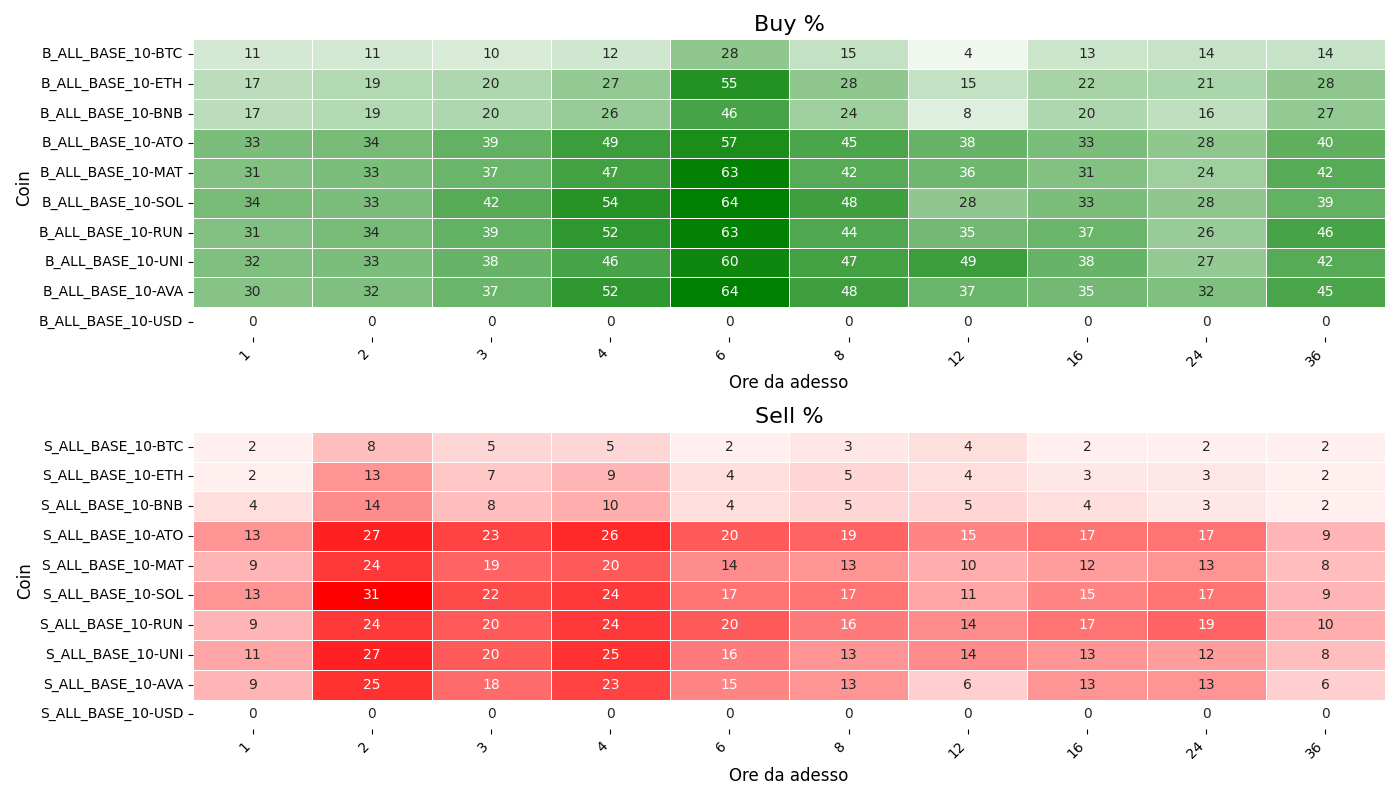 Buy %
Coin
B_ALL_BASE_10-BTC 11 11 10 12 28 15 4 13 14 14
B_ALL_BASE_10-ETH 17 19 20 27 55 28 15 22 21 28
B_ALL_BASE_10-BNB 17 19 20 26 46 24 8 20 16 27
B_ALL_BASE_10-ATO 33 34 39 49 57 45 38 33 28 40
B_ALL_BASE_10-MAT 31 33 37 47 63 42 36 31 24 42
B_ALL_BASE_10-SOL 34 33 42 54 64 48 28 33 28 39
B_ALL_BASE_10-RUN 31 34 39 52 63 44 35 37 26 46
B_ALL_BASE_10-UNI 32 33 38 46 60 47 49 38 27 42
B_ALL_BASE_10-AVA 30 32 37 52 64 48 37 35 32 45
B_ALL_BASE_10-USD 0 0 0 0 0 0 0 0 0 0
1 2 3 4 6 8 12 16 24 36
Ore da adesso
Sell %
Coin
S_ALL_BASE_10-BTC 2 8 5 5 2 3 4 2 2 2
S_ALL_BASE_10-ETH 2 13 7 9 4 5 4 3 3 2
S_ALL_BASE_10-BNB 4 14 8 10 4 5 5 4 3 2
S_ALL_BASE_10-ATO 13 27 23 26 20 19 15 17 17 9
S_ALL_BASE_10-MAT 9 24 19 20 14 13 10 12 13 8
S_ALL_BASE_10-SOL 13 31 22 24 17 17 11 15 17 9
S_ALL_BASE_10-RUN 9 24 20 24 20 16 14 17 19 10
S_ALL_BASE_10-UNI 11 27 20 25 16 13 14 13 12 8
S_ALL_BASE_10-AVA 9 25 18 23 15 13 6 13 13 6
S_ALL_BASE_10-USD 0 0 0 0 0 0 0 0 0 0
1 2 3 4 6 8 12 16 24 36
Ore da adesso